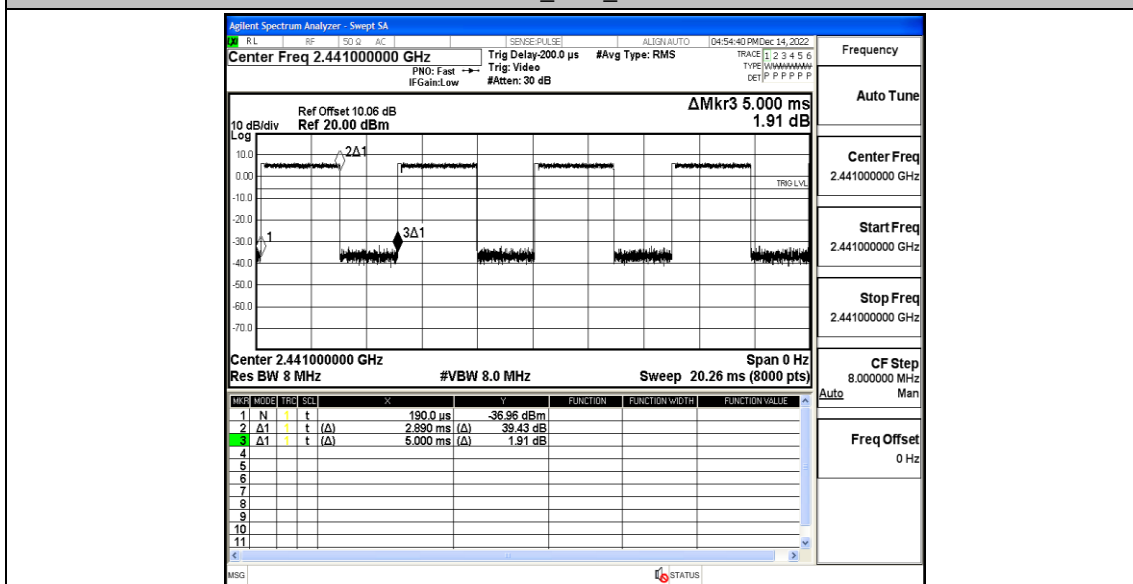 Agilent Spectrum Analyzer - Swept SA
RL RF 50 Ω AC SENSE:PULSE ALIGN AUTO 04:54:40 PM Dec 14, 2022
Center Freq 2.441000000 GHz
PNO: Fast
IFGain:Low
Trig Delay-200.0 µs
Trig: Video
#Atten: 30 dB
#Avg Type: RMS
TRACE 1 2 3 4 5 6
TYPE
DET P P P P P P
Ref Offset 10.06 dB
10 dB/div Ref 20.00 dBm
Log
ΔMkr3 5.000 ms
1.91 dB
10.0
0.00
-10.0
-20.0
-30.0
-40.0
-50.0
-60.0
-70.0
2Δ1
TRIG LVL
1
3Δ1
Center 2.441000000 GHz Span 0 Hz
Res BW 8 MHz #VBW 8.0 MHz Sweep 20.26 ms (8000 pts)
MKR MODE TRC SCL X Y FUNCTION FUNCTION WIDTH FUNCTION VALUE
1 N 1 t 190.0 µs -36.96 dBm
2 Δ1 1 t (Δ) 2.890 ms (Δ) 39.43 dB
3 Δ1 1 t (Δ) 5.000 ms (Δ) 1.91 dB
4
5
6
7
8
9
10
11
MSG STATUS
Frequency
Auto Tune
Center Freq
2.441000000 GHz
Start Freq
2.441000000 GHz
Stop Freq
2.441000000 GHz
CF Step
8.000000 MHz
Auto Man
Freq Offset
0 Hz